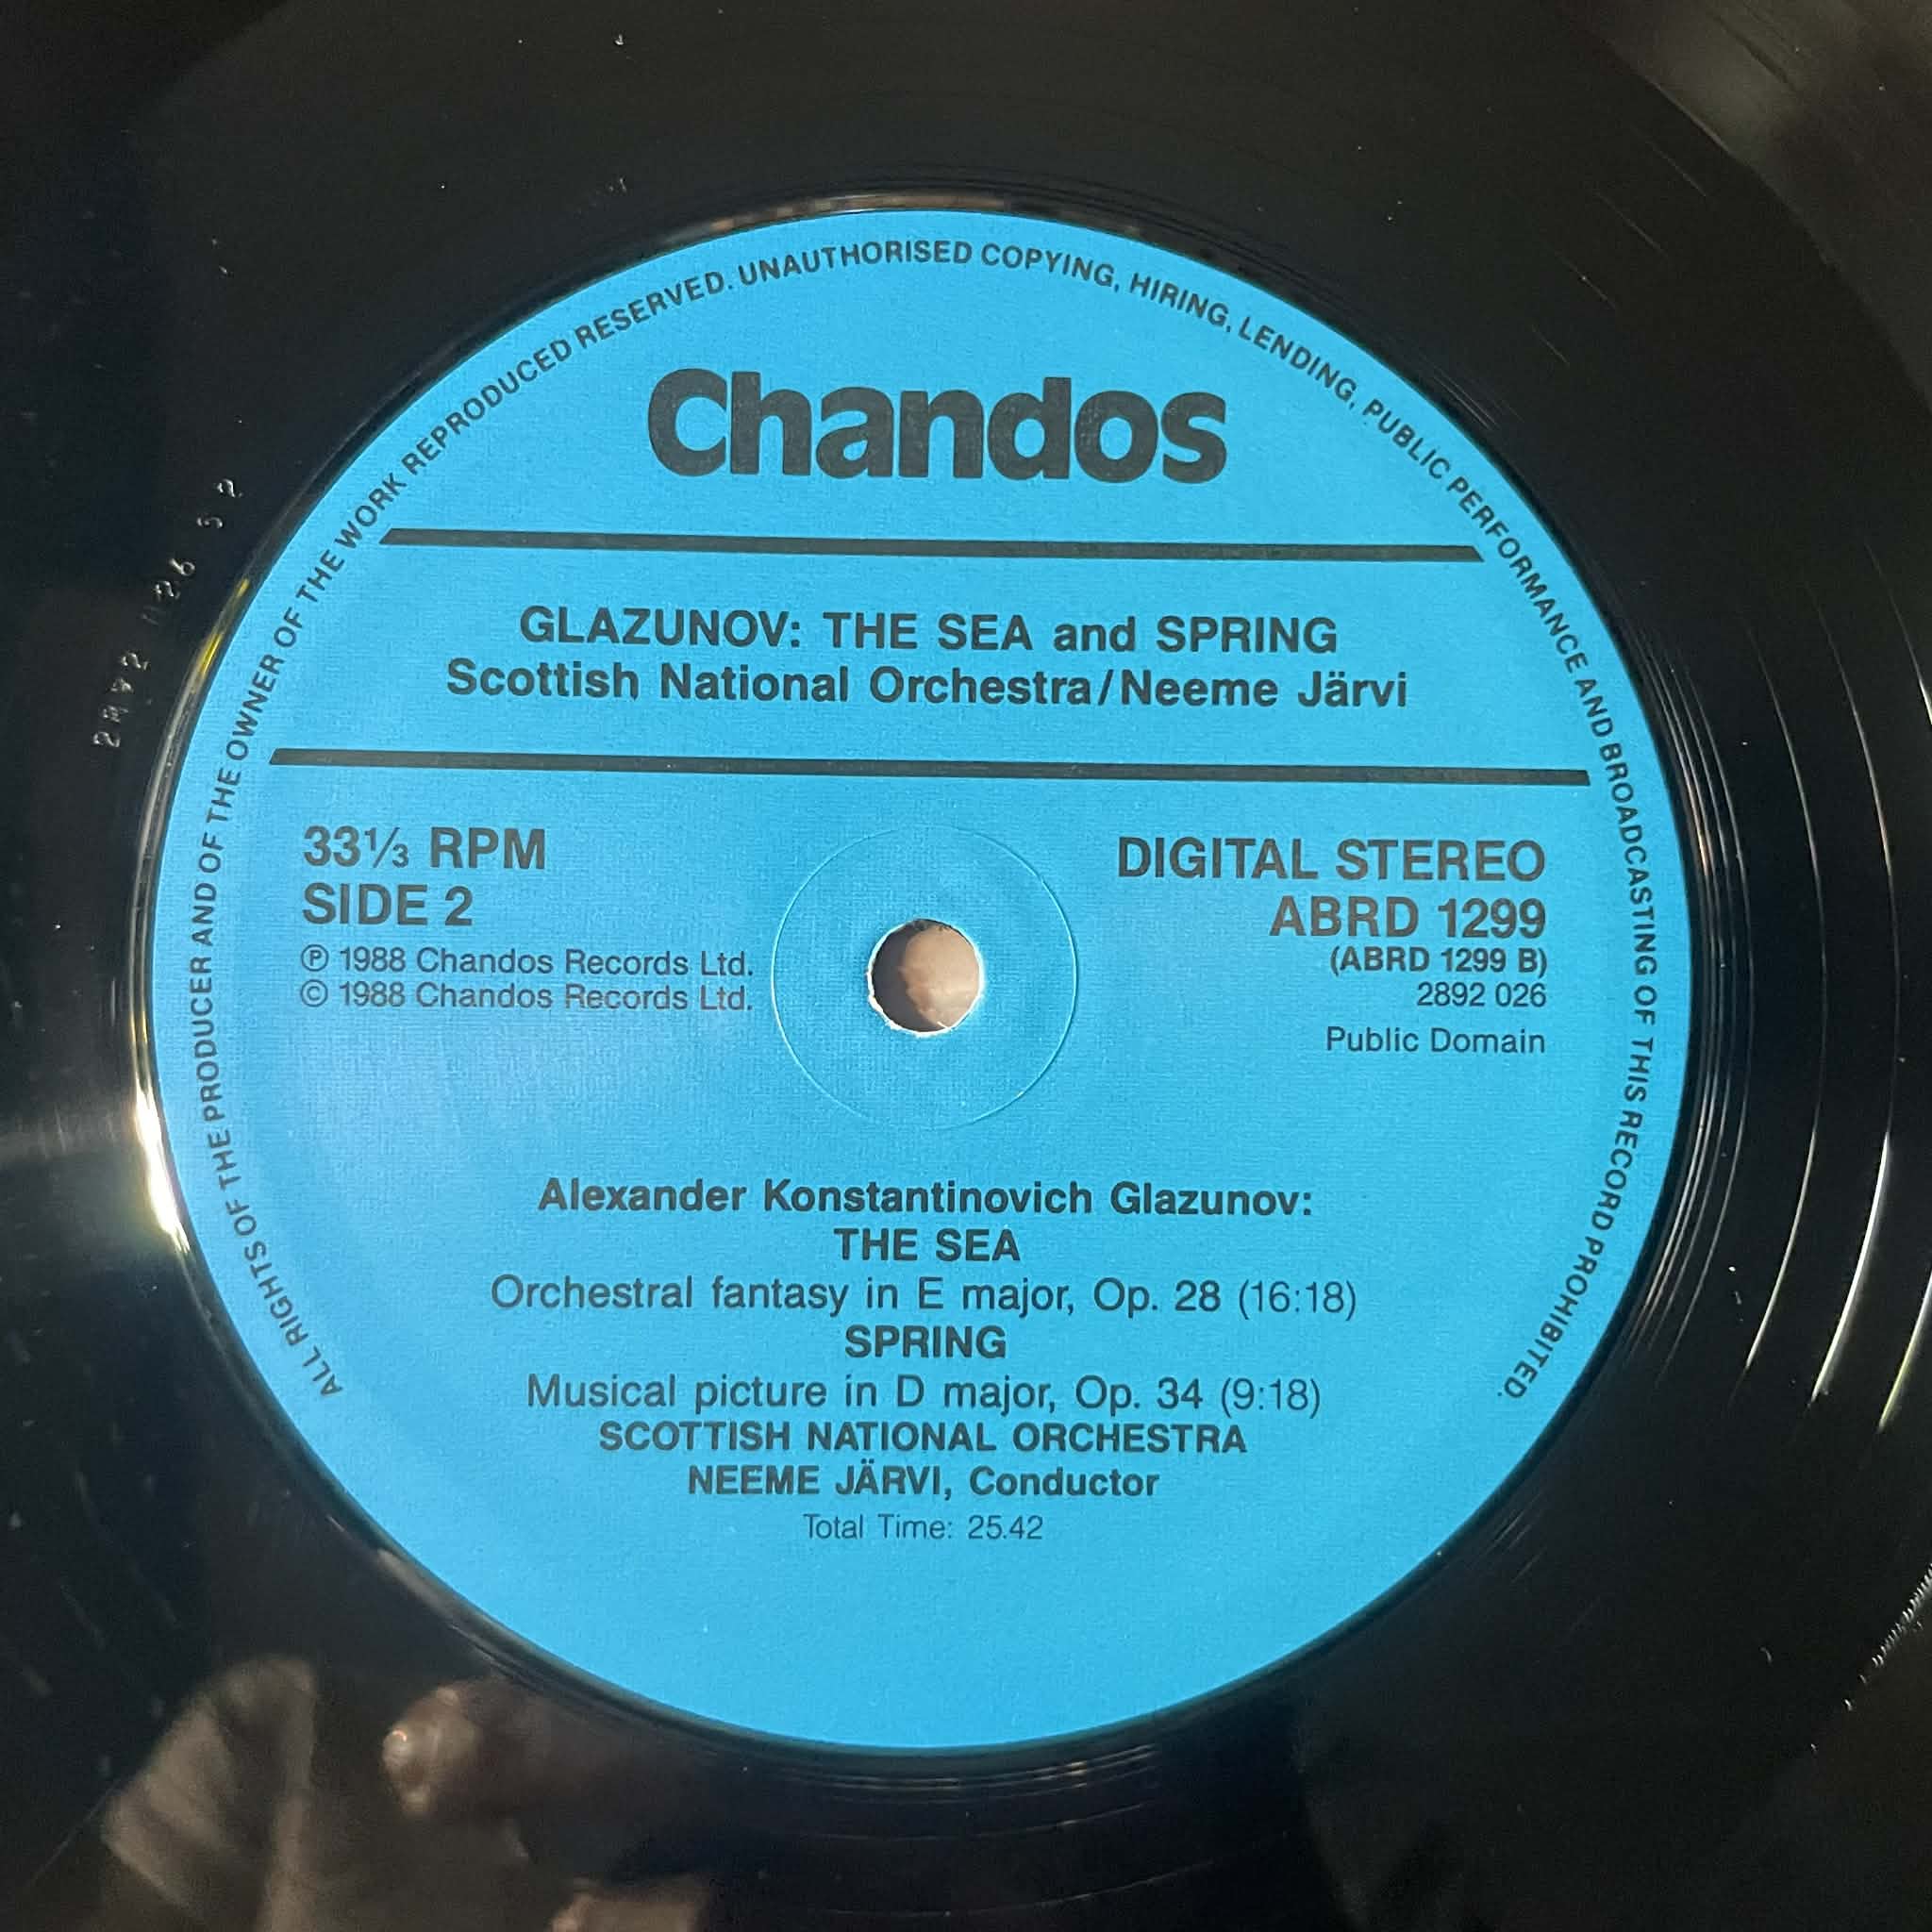 ALL RIGHTS OF THE PRODUCER AND OF THE OWNER OF THE WORK REPRODUCED RESERVED. UNAUTHORISED COPYING, HIRING, LENDING, PUBLIC PERFORMANCE AND BROADCASTING OF THIS RECORD PROHIBITED.
Chandos
GLAZUNOV: THE SEA and SPRING
Scottish National Orchestra/Neeme Järvi
33⅓ RPM
SIDE 2
Ⓟ 1988 Chandos Records Ltd.
© 1988 Chandos Records Ltd.
DIGITAL STEREO
ABRD 1299
(ABRD 1299 B)
2892 026
Public Domain
Alexander Konstantinovich Glazunov:
THE SEA
Orchestral fantasy in E major, Op. 28 (16:18)
SPRING
Musical picture in D major, Op. 34 (9:18)
SCOTTISH NATIONAL ORCHESTRA
NEEME JÄRVI, Conductor
Total Time: 25.42